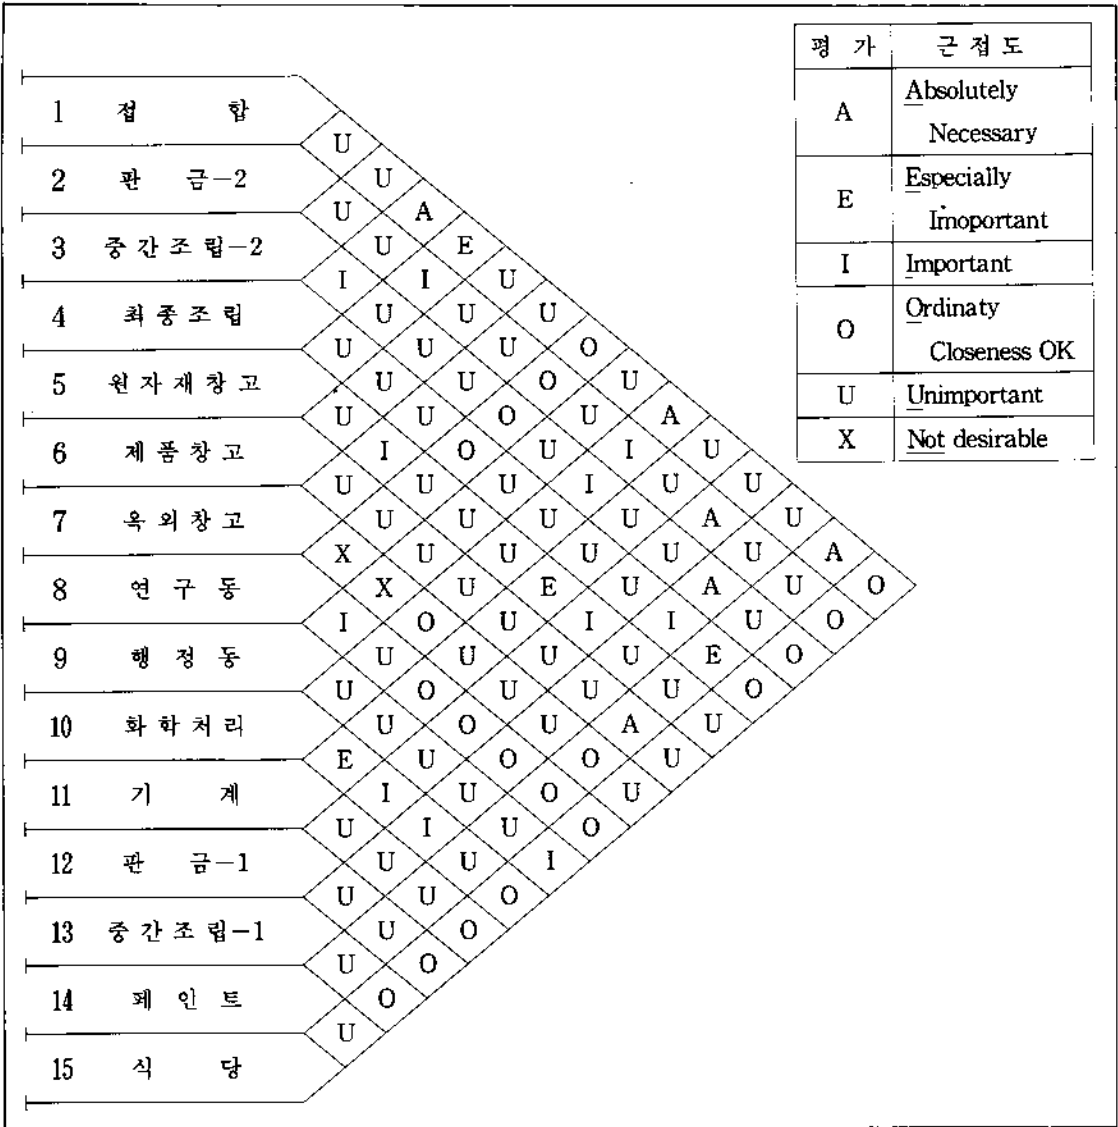 평 가 근접도
A Absolutely
Necessary
E Especially
Imoportant
I Important
O Ordinaty
Closeness OK
U Unimportant
X Not desirable
1 접 합
2 판 금-2
3 중간조립-2
4 최종조립
5 원자재창고
6 제품창고
7 옥외창고
8 연구동
9 행정동
10 화학처리
11 기 계
12 판 금-1
13 중간조립-1
14 페인트
15 식 당
U
U
U A
U E
I I U
U U U
U U U O
U U O U
U U O U A
I O U I U
U U U I U U
U U U U A U
X U U U U U A
X U E U A U O
I O U I I U O
U U U U E O
U O U U U O
U O U A U
E U O O U
I U O U
U I U O
U U I
U U O
U O
U O
O
U